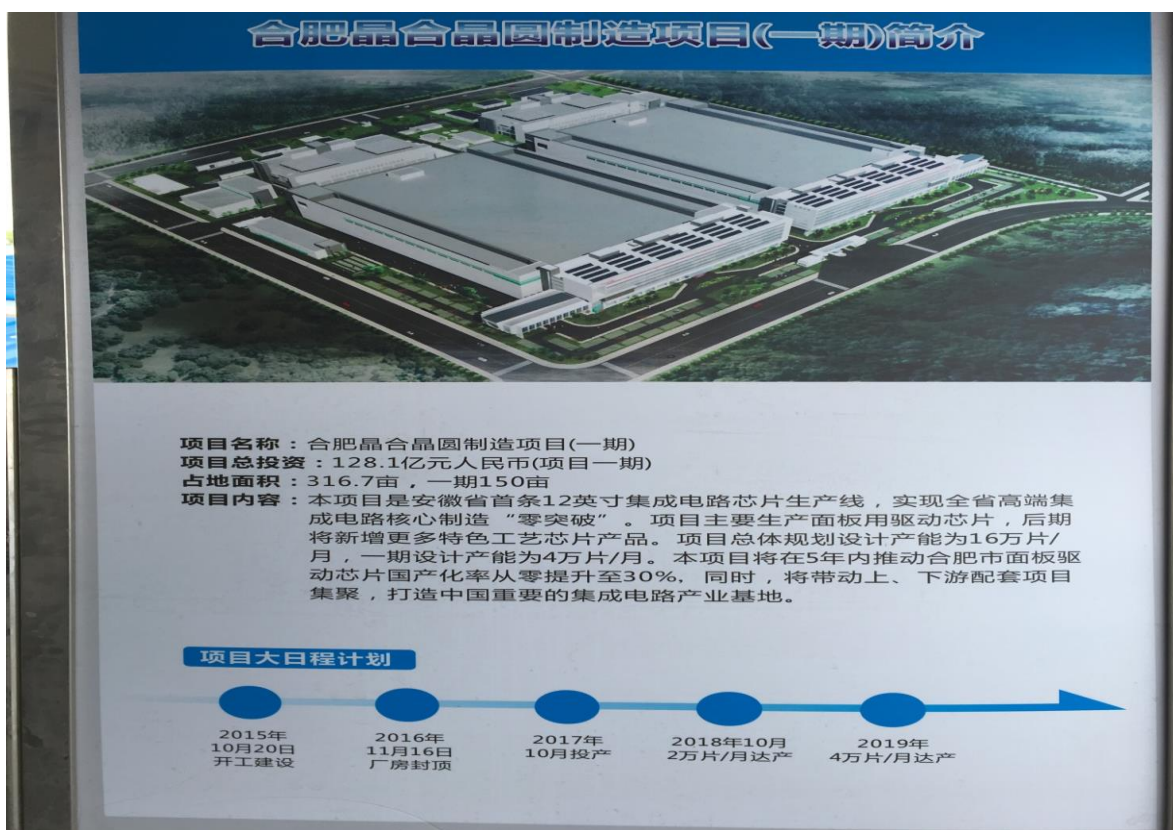 合肥晶合晶圆制造项目(一期)简介
项目名称：合肥晶合晶圆制造项目(一期)
项目总投资：128.1亿元人民币(项目一期)
占地面积：316.7亩，一期150亩
项目内容：本项目是安徽省首条12英寸集成电路芯片生产线，实现全省高端集
成电路核心制造“零突破”。项目主要生产面板用驱动芯片，后期
将新增更多特色工艺芯片产品。项目总体规划设计产能为16万片/
月，一期设计产能为4万片/月。本项目将在5年内推动合肥市面板驱
动芯片国产化率从零提升至30%，同时，将带动上、下游配套项目
集聚，打造中国重要的集成电路产业基地。
项目大日程计划
2015年
10月20日
开工建设
2016年
11月16日
厂房封顶
2017年
10月投产
2018年10月
2万片/月达产
2019年
4万片/月达产